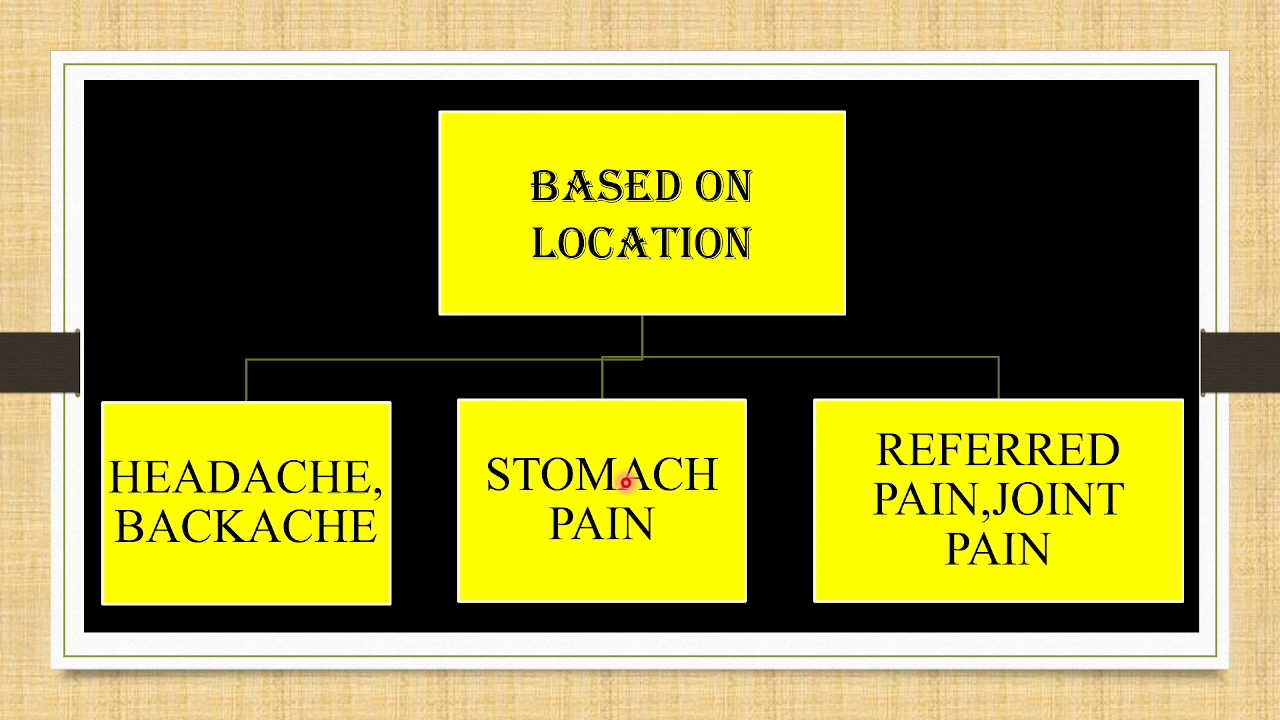 BASED ON
LOCATION
HEADACHE,
BACKACHE
STOMACH
PAIN
REFERRED
PAIN,JOINT
PAIN